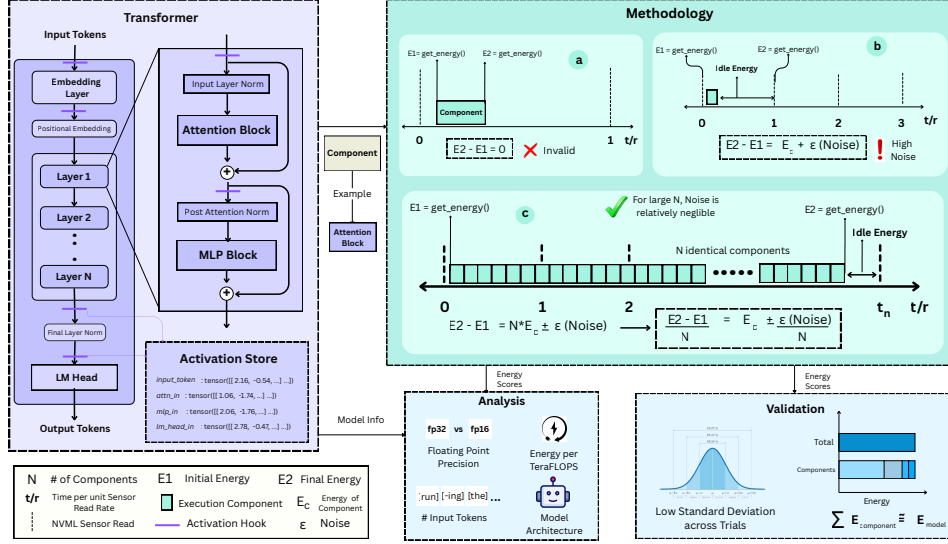 Transformer
Input Tokens
Embedding
Layer
Positional Embedding
Layer 1
Layer 2
Layer N
Final Layer Norm
LM Head
Output Tokens
Input Layer Norm
Attention Block
+
Post Attention Norm
MLP Block
+
Activation Store
input_token : tensor([[ 2.16, -0.54, ...] ...])
attn_in : tensor([[ 1.06, -1.74, ...] ...])
mlp_in : tensor([[ 2.06, -1.76, ...] ...])
lm_head_in : tensor([[ 2.78, -0.47, ...] ...])
Component
Example
Attention
Block
Model Info
Methodology
a
E1= get_energy()
E2 = get_energy()
Component
0
1
t/r
E2 - E1 = 0
Invalid
b
E1 = get_energy()
E2 = get_energy()
Idle Energy
0
1
2
3
t/r
E2 - E1 = E_c + ε (Noise)
High
Noise
c
E1 = get_energy()
For large N, Noise is
relatively neglible
E2 = get_energy()
Idle Energy
N identical components
0
1
2
t_n
t/r
E2 - E1 = N*E_c ± ε (Noise)
E2 - E1 = E_c ± ε (Noise)
N N
Energy
Scores
Energy
Scores
Analysis
fp32 vs fp16
Floating Point
Precision
Energy per
TeraFLOPS
[run] [-ing] [the] ...
# Input Tokens
Model
Architecture
Validation
Low Standard Deviation
across Trials
Total
Components
Energy
∑ E_component ≅ E_model
N # of Components
E1 Initial Energy
E2 Final Energy
t/r Time per unit Sensor
Read Rate
Execution Component
E_c Energy of
Component
NVML Sensor Read
Activation Hook
ε Noise